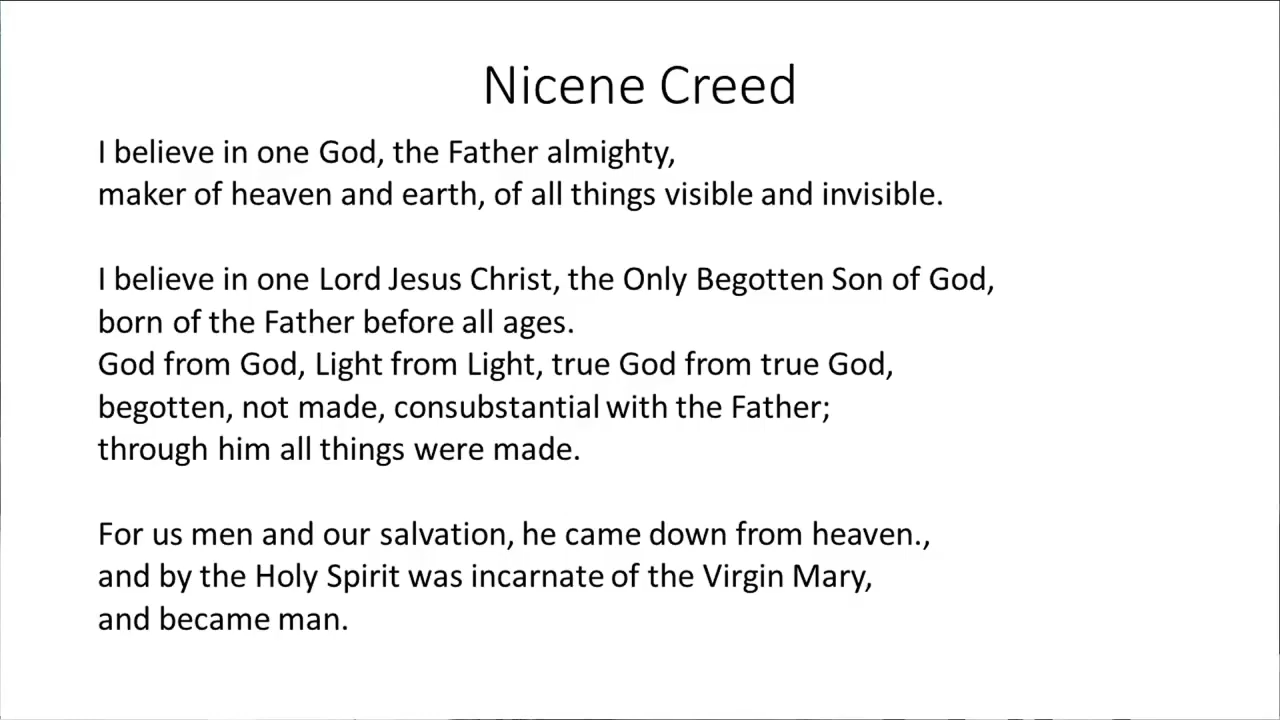 Nicene Creed
I believe in one God, the Father almighty,
maker of heaven and earth, of all things visible and invisible.
I believe in one Lord Jesus Christ, the Only Begotten Son of God,
born of the Father before all ages.
God from God, Light from Light, true God from true God,
begotten, not made, consubstantial with the Father;
through him all things were made.
For us men and our salvation, he came down from heaven.,
and by the Holy Spirit was incarnate of the Virgin Mary,
and became man.